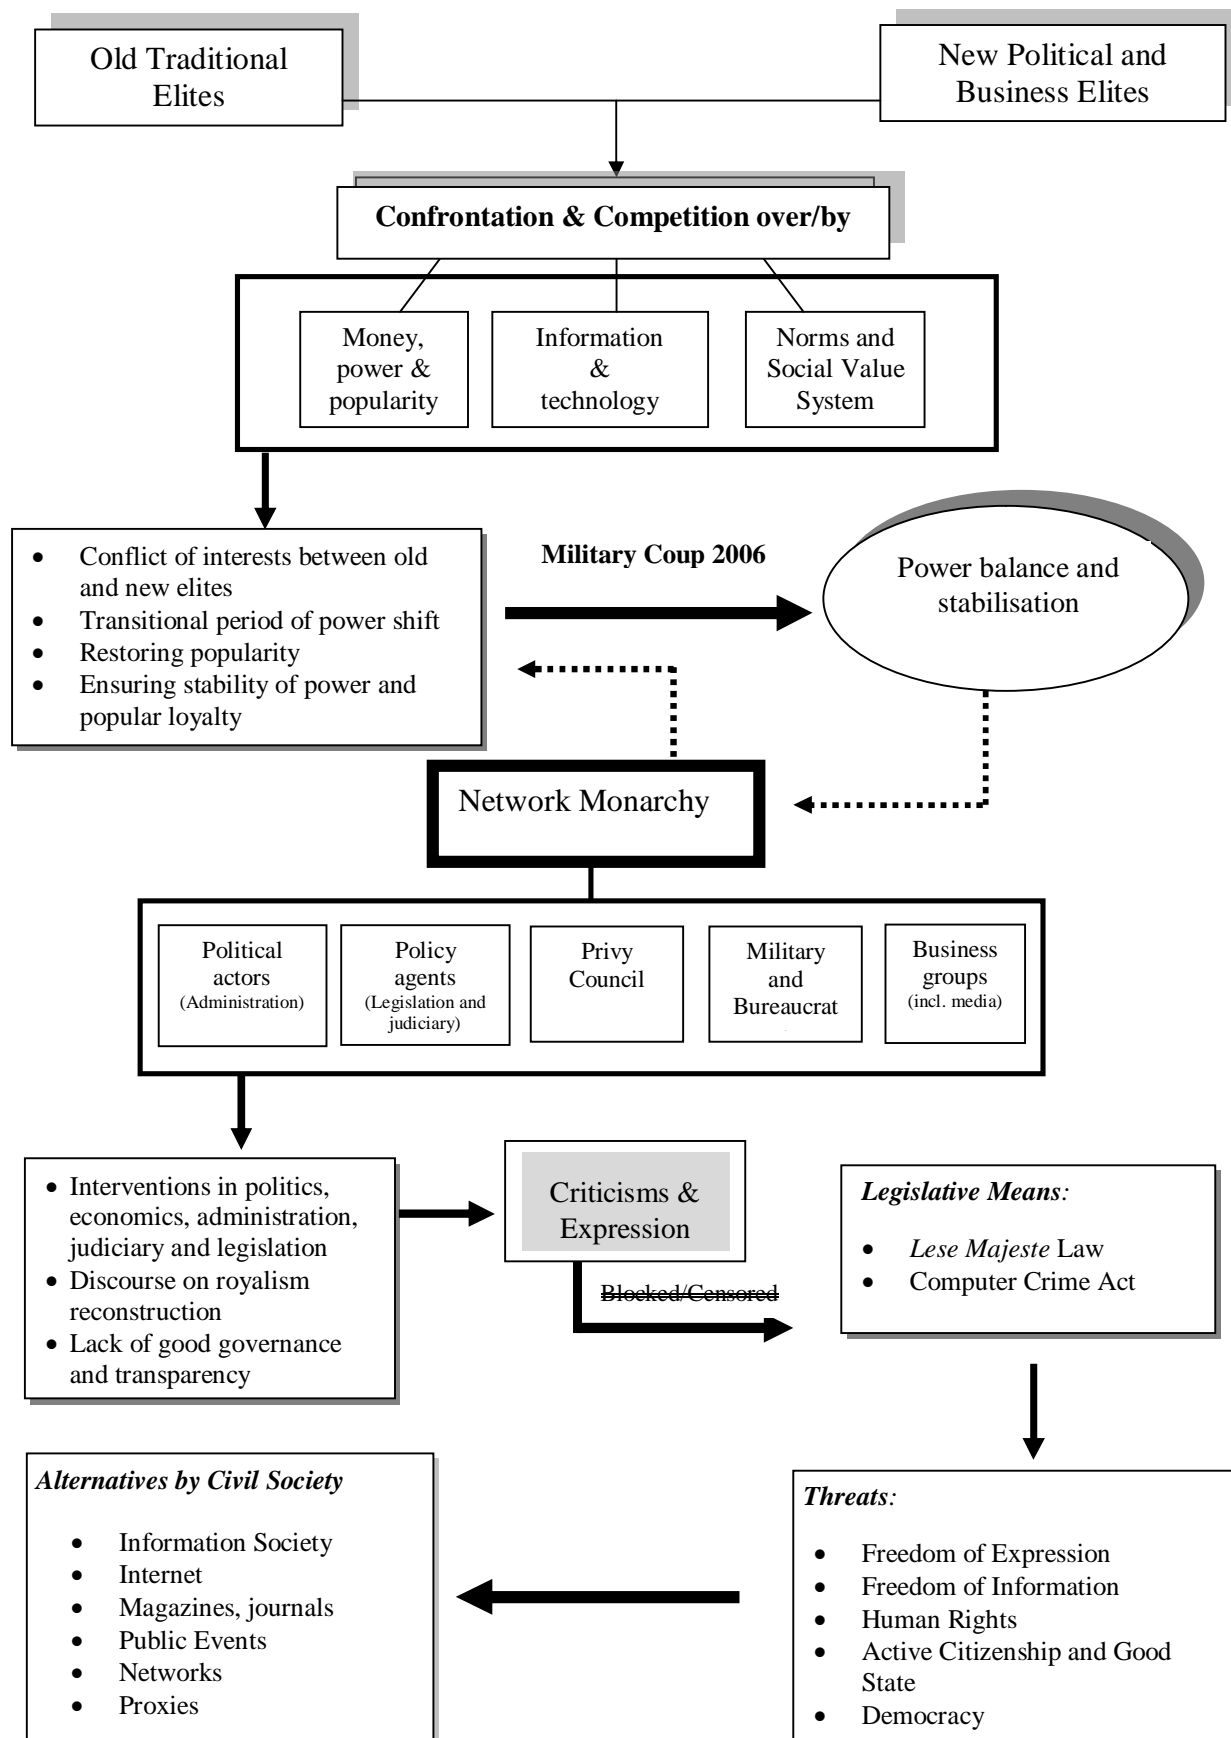 Old Traditional
Elites
New Political and
Business Elites
Confrontation & Competition over/by
Money,
power &
popularity
Information
&
technology
Norms and
Social Value
System
• Conflict of interests between old
and new elites
• Transitional period of power shift
• Restoring popularity
• Ensuring stability of power and
popular loyalty
Military Coup 2006
Power balance and
stabilisation
Network Monarchy
Political
actors
(Administration)
Policy
agents
(Legislation and
judiciary)
Privy
Council
Military
and
Bureaucrat
Business
groups
(incl. media)
• Interventions in politics,
economics, administration,
judiciary and legislation
• Discourse on royalism
reconstruction
• Lack of good governance
and transparency
Criticisms &
Expression
Blocked/Censored
Legislative Means:
• Lese Majeste Law
• Computer Crime Act
Alternatives by Civil Society
• Information Society
• Internet
• Magazines, journals
• Public Events
• Networks
• Proxies
Threats:
• Freedom of Expression
• Freedom of Information
• Human Rights
• Active Citizenship and Good
State
• Democracy